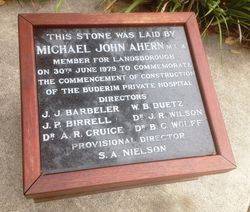 THIS STONE WAS LAID BY
MICHAEL JOHN AHERN M.L.A.
MEMBER FOR LANDSBOROUGH
ON 30TH JUNE 1979 TO COMMEMORATE
THE COMMENCEMENT OF CONSTRUCTION
OF THE BUDERIM PRIVATE HOSPITAL
DIRECTORS
J. J. BARBELER W. B. DUETZ
J. P. BIRRELL DR J. R. WILSON
DR A. R. CRUICE DR B. C. WOLFF
PROVISIONAL DIRECTOR
S. A. NIELSON